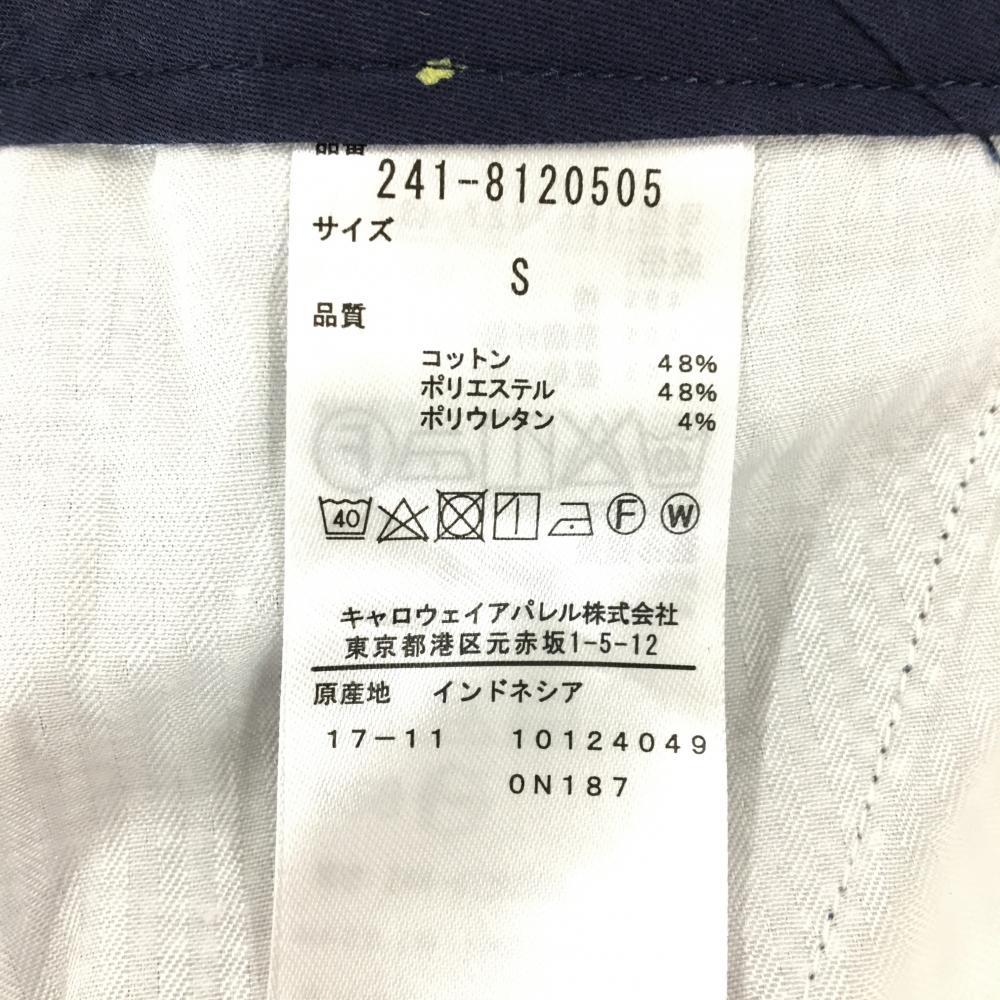 品番
241-8120505
サイズ
S
品質
コットン 48%
ポリエステル 48%
ポリウレタン 4%
40 F W
キャロウェイアパレル株式会社
東京都港区元赤坂1-5-12
原産地 インドネシア
17-11 10124049
0N187